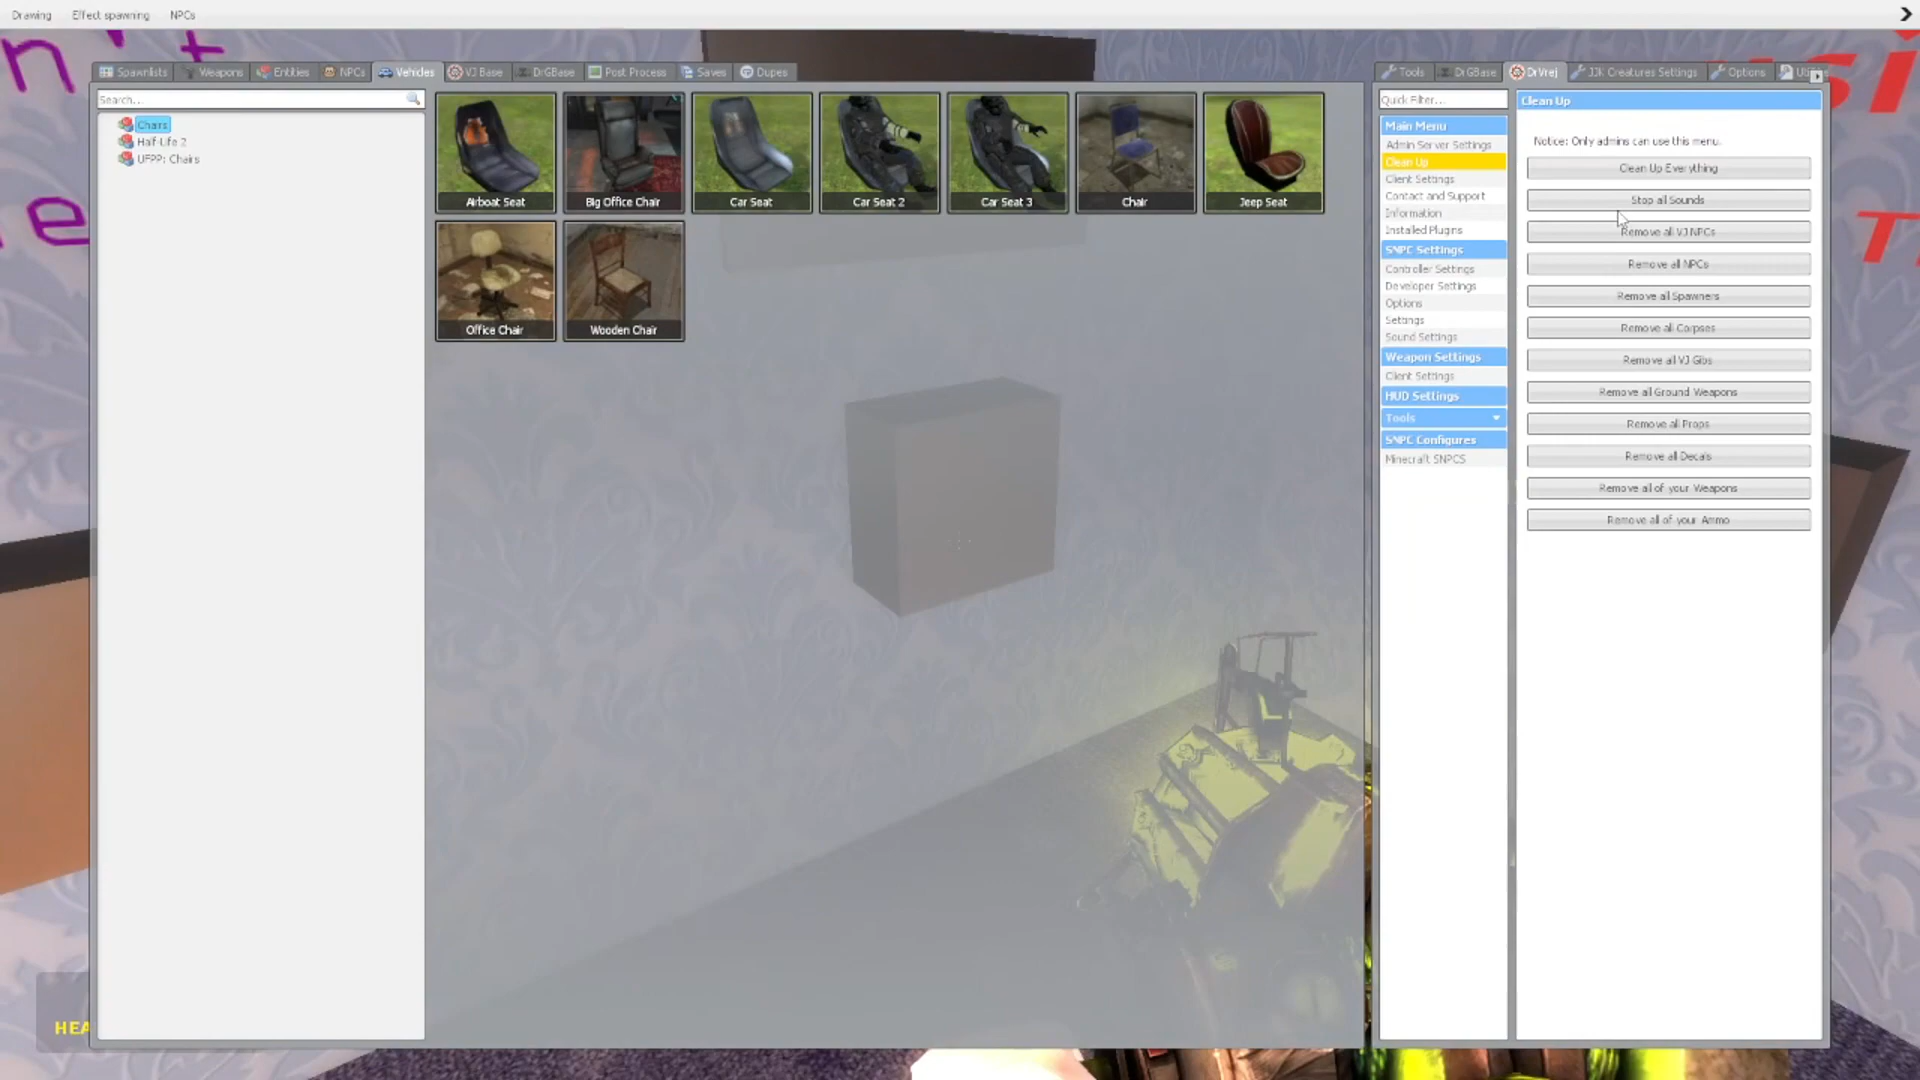 Drawing Effect spawning NPCs
n't
e
si
T
Spawnlists Weapons Entities NPCs Vehicles VJ Base DrGBase Post Process Saves Dupes
Search...
Chairs
Half-Life 2
UFPP: Chairs
Airboat Seat
Big Office Chair
Car Seat
Car Seat 2
Car Seat 3
Chair
Jeep Seat
Office Chair
Wooden Chair
HEA
Tools DrGBase DrVrej JJK Creatures Settings Options
Quick Filter...
Main Menu
Admin Server Settings
Clean Up
Client Settings
Contact and Support
Information
Installed Plugins
SNPC Settings
Controller Settings
Developer Settings
Options
Settings
Sound Settings
Weapon Settings
Client Settings
HUD Settings
Tools
SNPC Configures
Minecraft SNPCS
Clean Up
Notice: Only admins can use this menu.
Clean Up Everything
Stop all Sounds
Remove all VJ NPCs
Remove all NPCs
Remove all Spawners
Remove all Corpses
Remove all VJ Gibs
Remove all Ground Weapons
Remove all Props
Remove all Decals
Remove all of your Weapons
Remove all of your Ammo